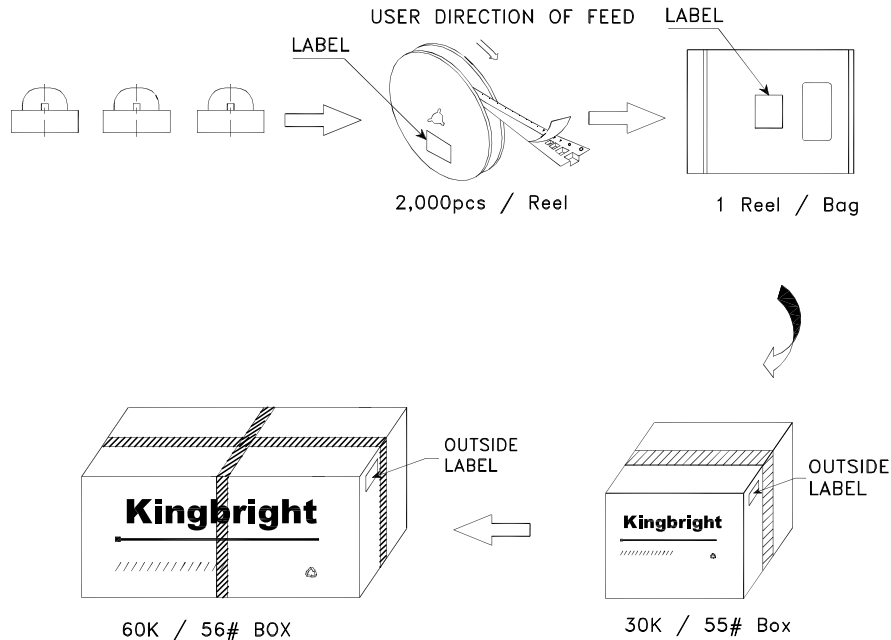 USER DIRECTION OF FEED
LABEL
LABEL
2,000pcs / Reel
1 Reel / Bag
OUTSIDE
LABEL
Kingbright
60K / 56# BOX
OUTSIDE
LABEL
Kingbright
30K / 55# Box